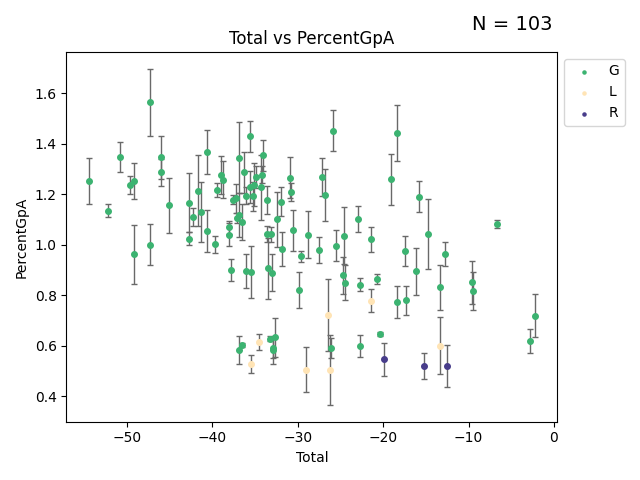 N = 103
Total vs PercentGpA
G
L
R
PercentGpA
1.6
1.4
1.2
1.0
0.8
0.6
0.4
−50 −40 −30 −20 −10 0
Total